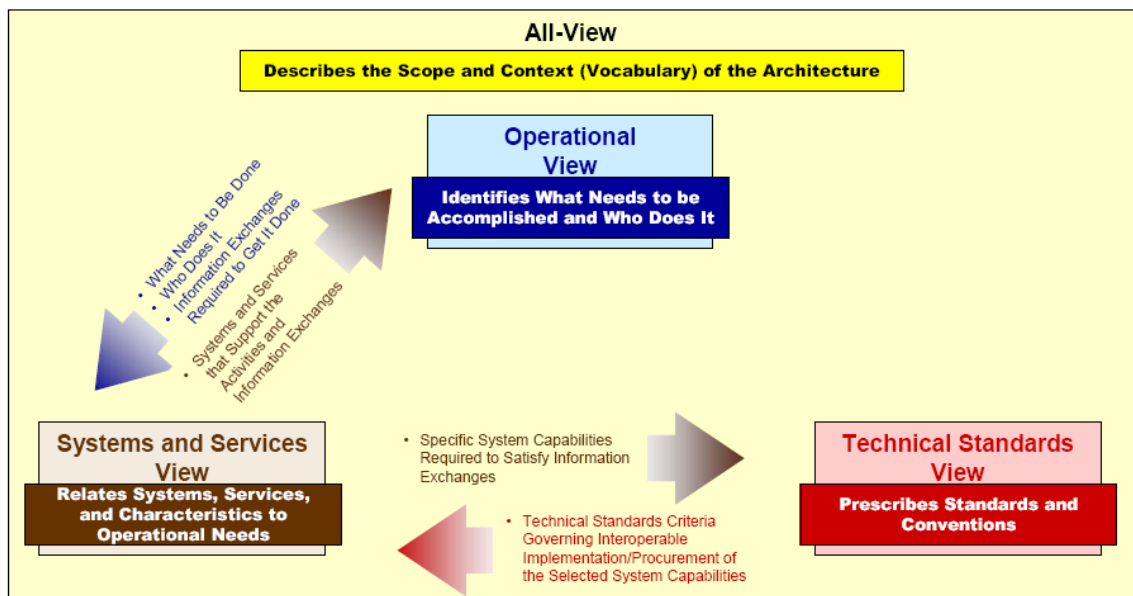 All-View
Describes the Scope and Context (Vocabulary) of the Architecture
Operational
View
Identifies What Needs to be
Accomplished and Who Does It
• What Needs to Be Done
• Who Does It
• Information Exchanges
Required to Get It Done
• Systems and Services
that Support the
Activities and
Information Exchanges
Systems and Services
View
Relates Systems, Services,
and Characteristics to
Operational Needs
• Specific System Capabilities
Required to Satisfy Information
Exchanges
• Technical Standards Criteria
Governing Interoperable
Implementation/Procurement of
the Selected System Capabilities
Technical Standards
View
Prescribes Standards and
Conventions